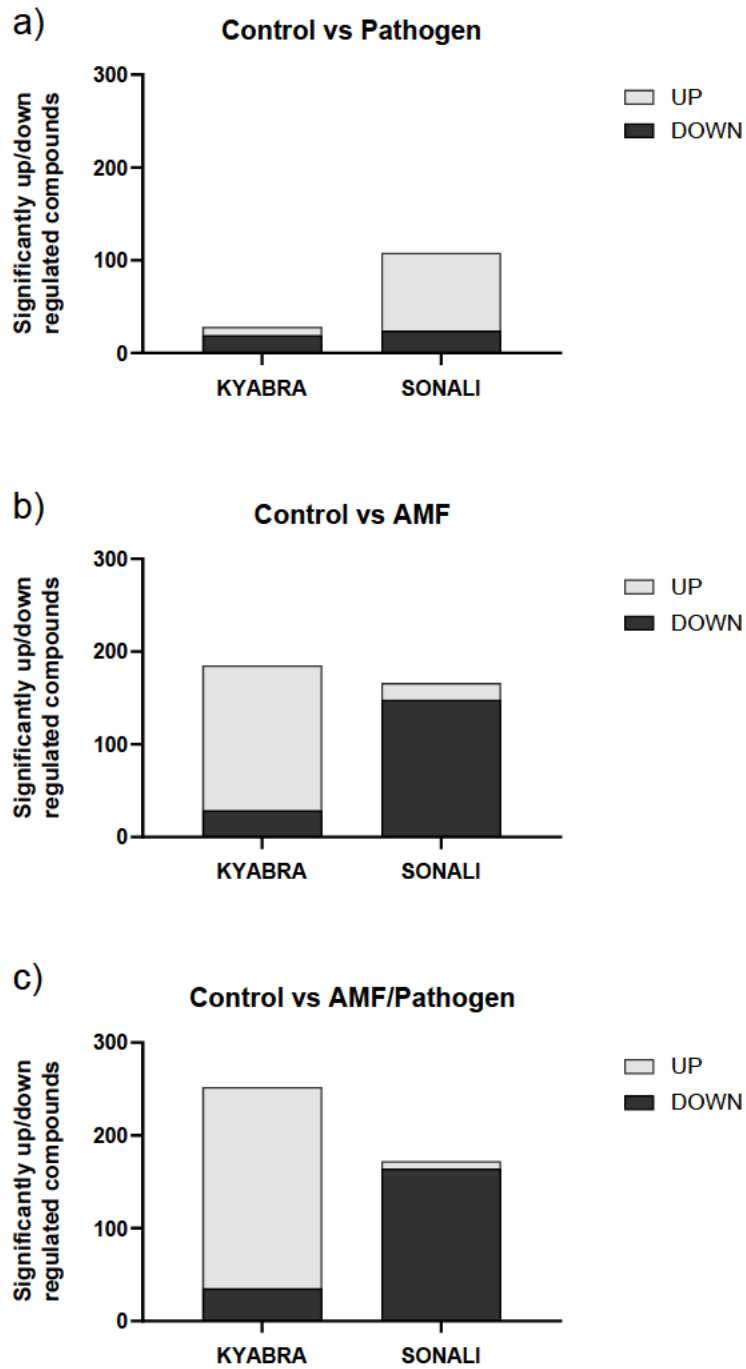 a)
Control vs Pathogen
Significantly up/down
regulated compounds
300
200
100
0
KYABRA
SONALI
UP
DOWN
b)
Control vs AMF
Significantly up/down
regulated compounds
300
200
100
0
KYABRA
SONALI
UP
DOWN
c)
Control vs AMF/Pathogen
Significantly up/down
regulated compounds
300
200
100
0
KYABRA
SONALI
UP
DOWN